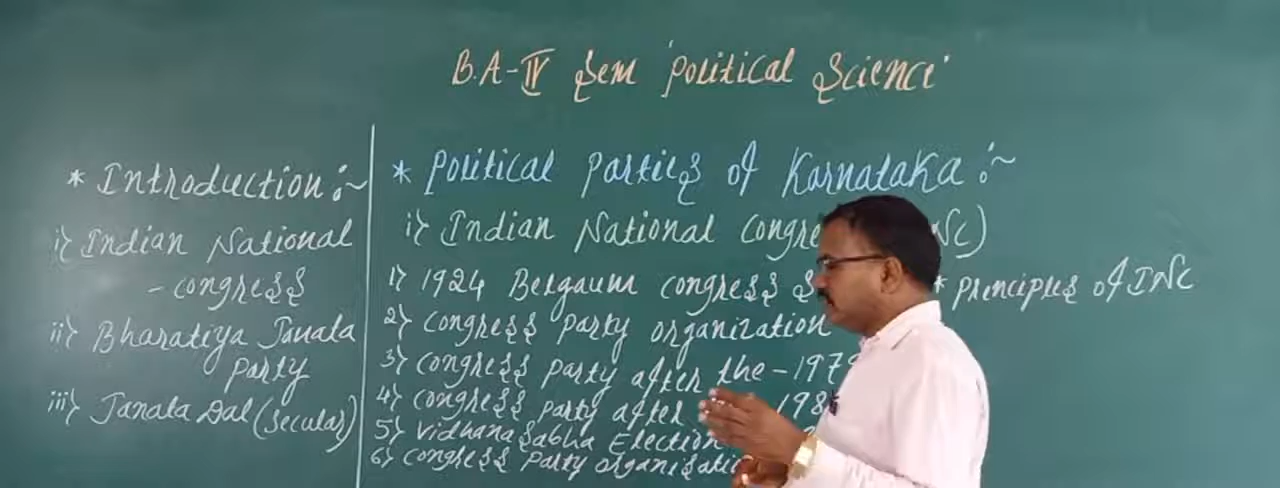 B.A-IV Sem Political Science
* Introduction :~
i) Indian National
- congress
ii) Bharatiya Janata
Party
iii) Janata Dal (Secular)
* Political Parties of Karnataka :~
i) Indian National
1) 1924 Belgaum congress
* Principles of INC
2) Congress Party organization
3) Congress Party after the -
4) Congress Party after
5) Vidhana Sabha Election
6) Congress Party